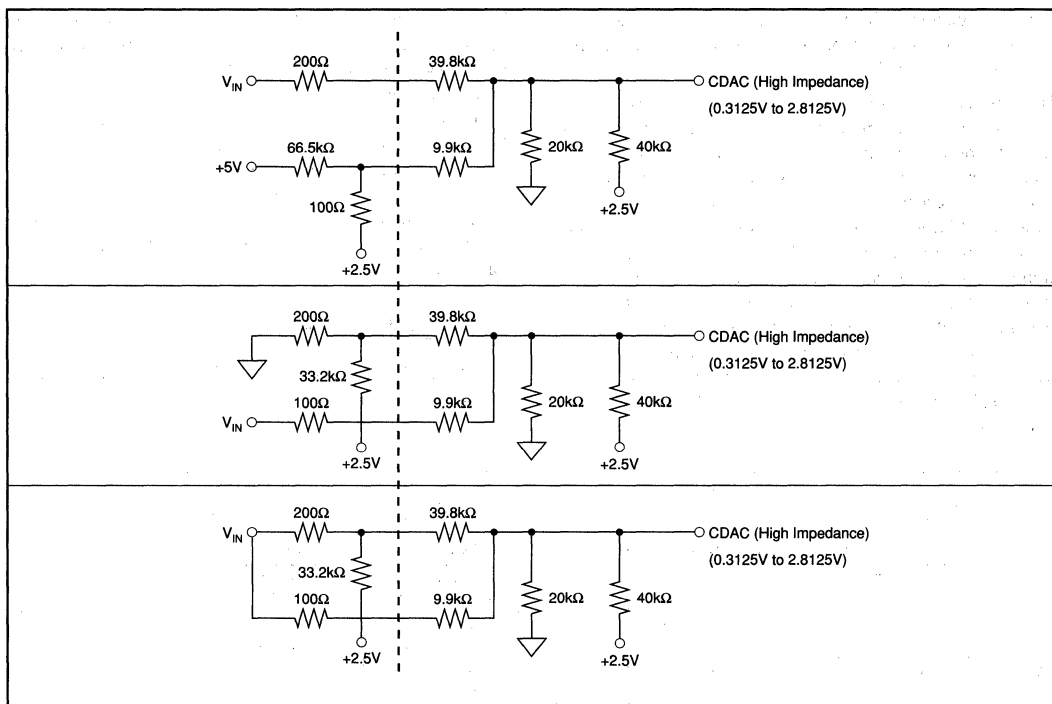 200Ω 39.8kΩ
V_IN CDAC (High Impedance)
(0.3125V to 2.8125V)
66.5kΩ 9.9kΩ 20kΩ 40kΩ
+5V
100Ω
+2.5V
+2.5V
200Ω 39.8kΩ
CDAC (High Impedance)
(0.3125V to 2.8125V)
33.2kΩ
100Ω 9.9kΩ 20kΩ 40kΩ
V_IN
+2.5V +2.5V
200Ω 39.8kΩ
V_IN CDAC (High Impedance)
(0.3125V to 2.8125V)
33.2kΩ
100Ω 9.9kΩ 20kΩ 40kΩ
+2.5V +2.5V